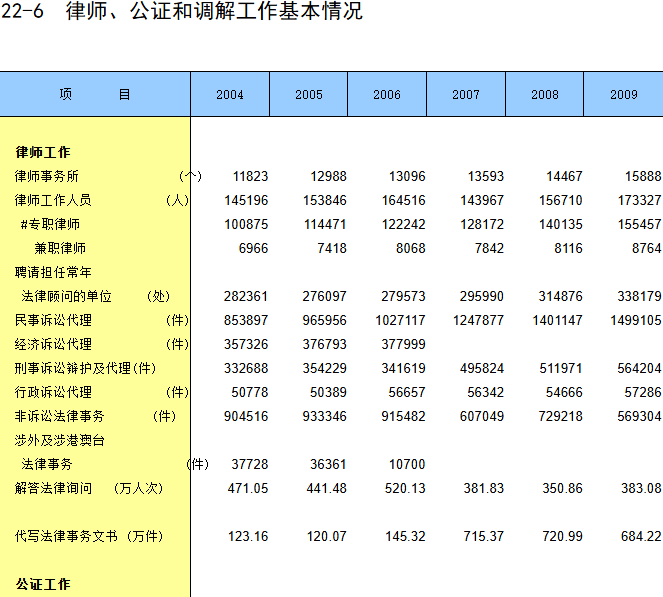 22-6 律师、公证和调解工作基本情况
项 目 2004 2005 2006 2007 2008 2009
律师工作
律师事务所 (个) 11823 12988 13096 13593 14467 15888
律师工作人员 (人) 145196 153846 164516 143967 156710 173327
#专职律师 100875 114471 122242 128172 140135 155457
兼职律师 6966 7418 8068 7842 8116 8764
聘请担任常年
法律顾问的单位 (处) 282361 276097 279573 295990 314876 338179
民事诉讼代理 (件) 853897 965956 1027117 1247877 1401147 1499105
经济诉讼代理 (件) 357326 376793 377999
刑事诉讼辩护及代理(件) 332688 354229 341619 495824 511971 564204
行政诉讼代理 (件) 50778 50389 56657 56342 54666 57286
非诉讼法律事务 (件) 904516 933346 915482 607049 729218 569304
涉外及涉港澳台
法律事务 (件) 37728 36361 10700
解答法律询问 (万人次) 471.05 441.48 520.13 381.83 350.86 383.08
代写法律事务文书 (万件) 123.16 120.07 145.32 715.37 720.99 684.22
公证工作